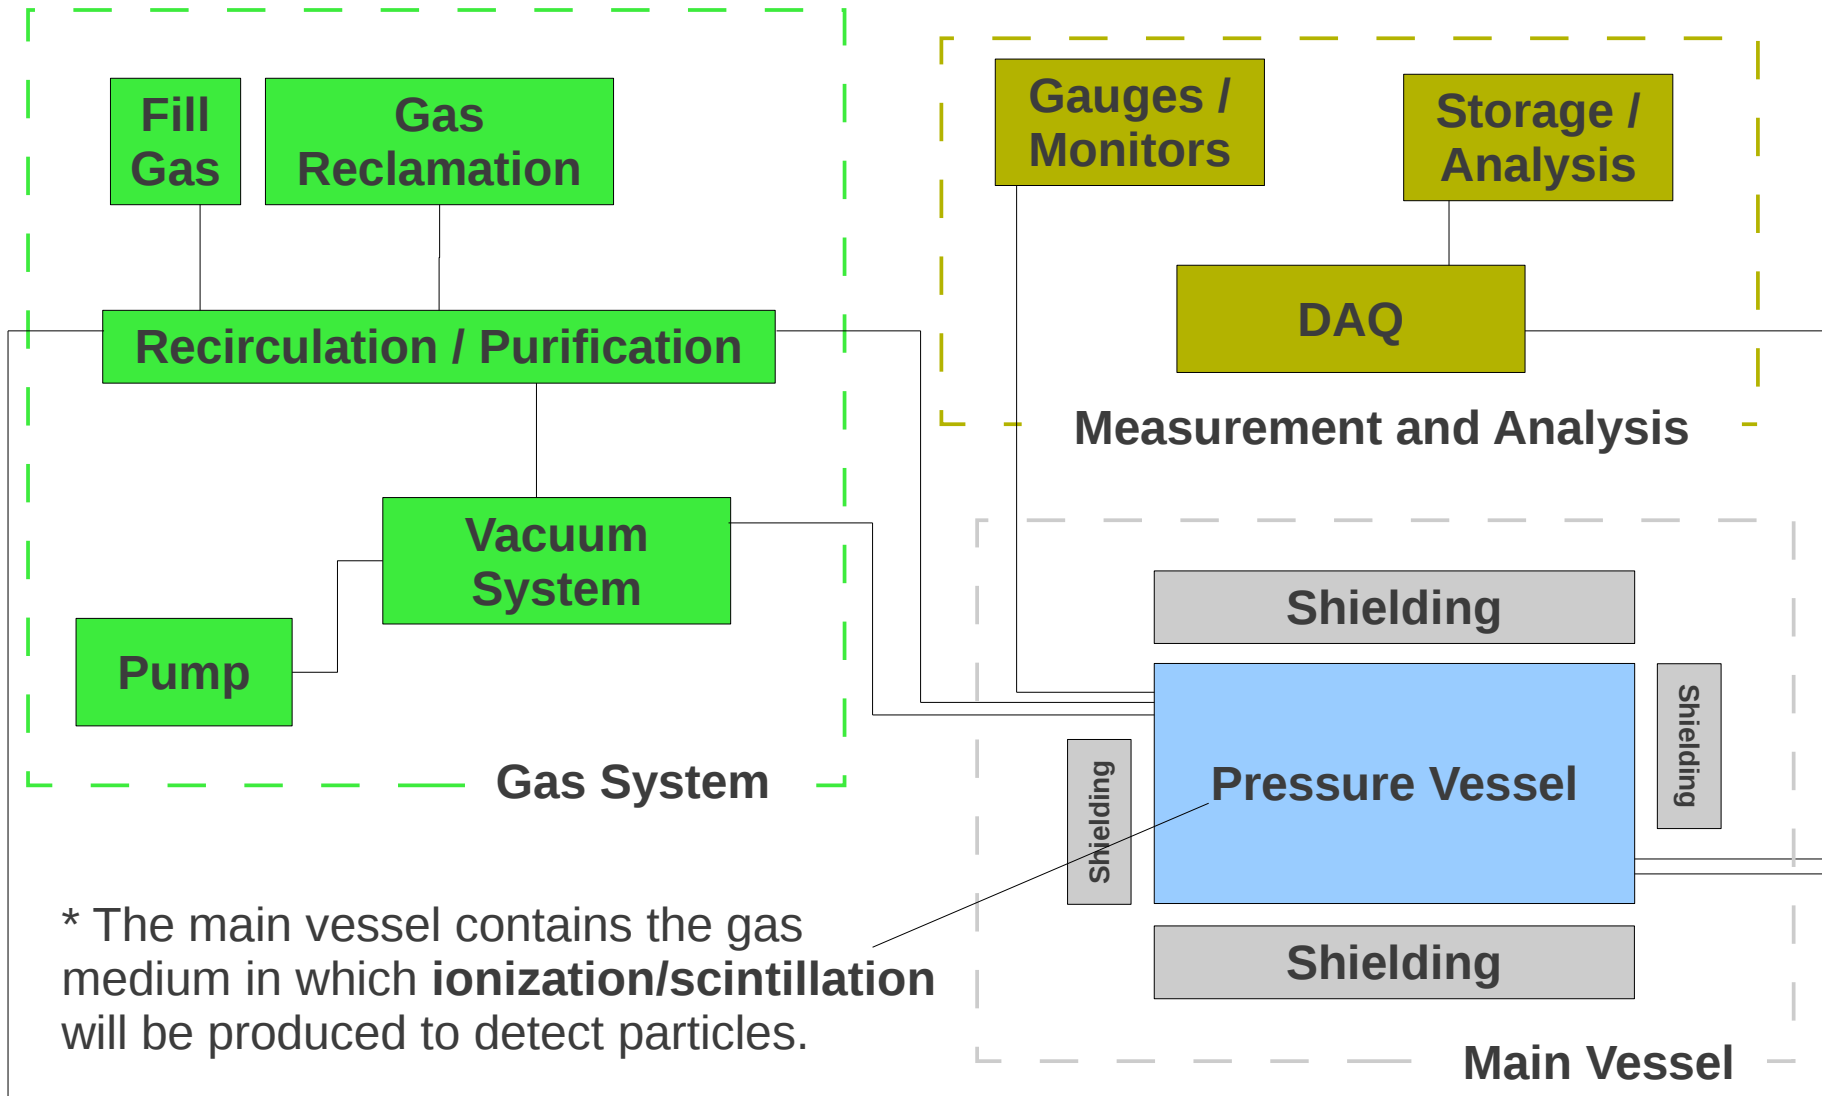 Fill
Gas
Gas
Reclamation
Recirculation / Purification
Vacuum
System
Pump
Gas System
Gauges /
Monitors
Storage /
Analysis
DAQ
Measurement and Analysis
Shielding
Pressure Vessel
Shielding
Shielding
Shielding
Main Vessel
* The main vessel contains the gas
medium in which ionization/scintillation
will be produced to detect particles.